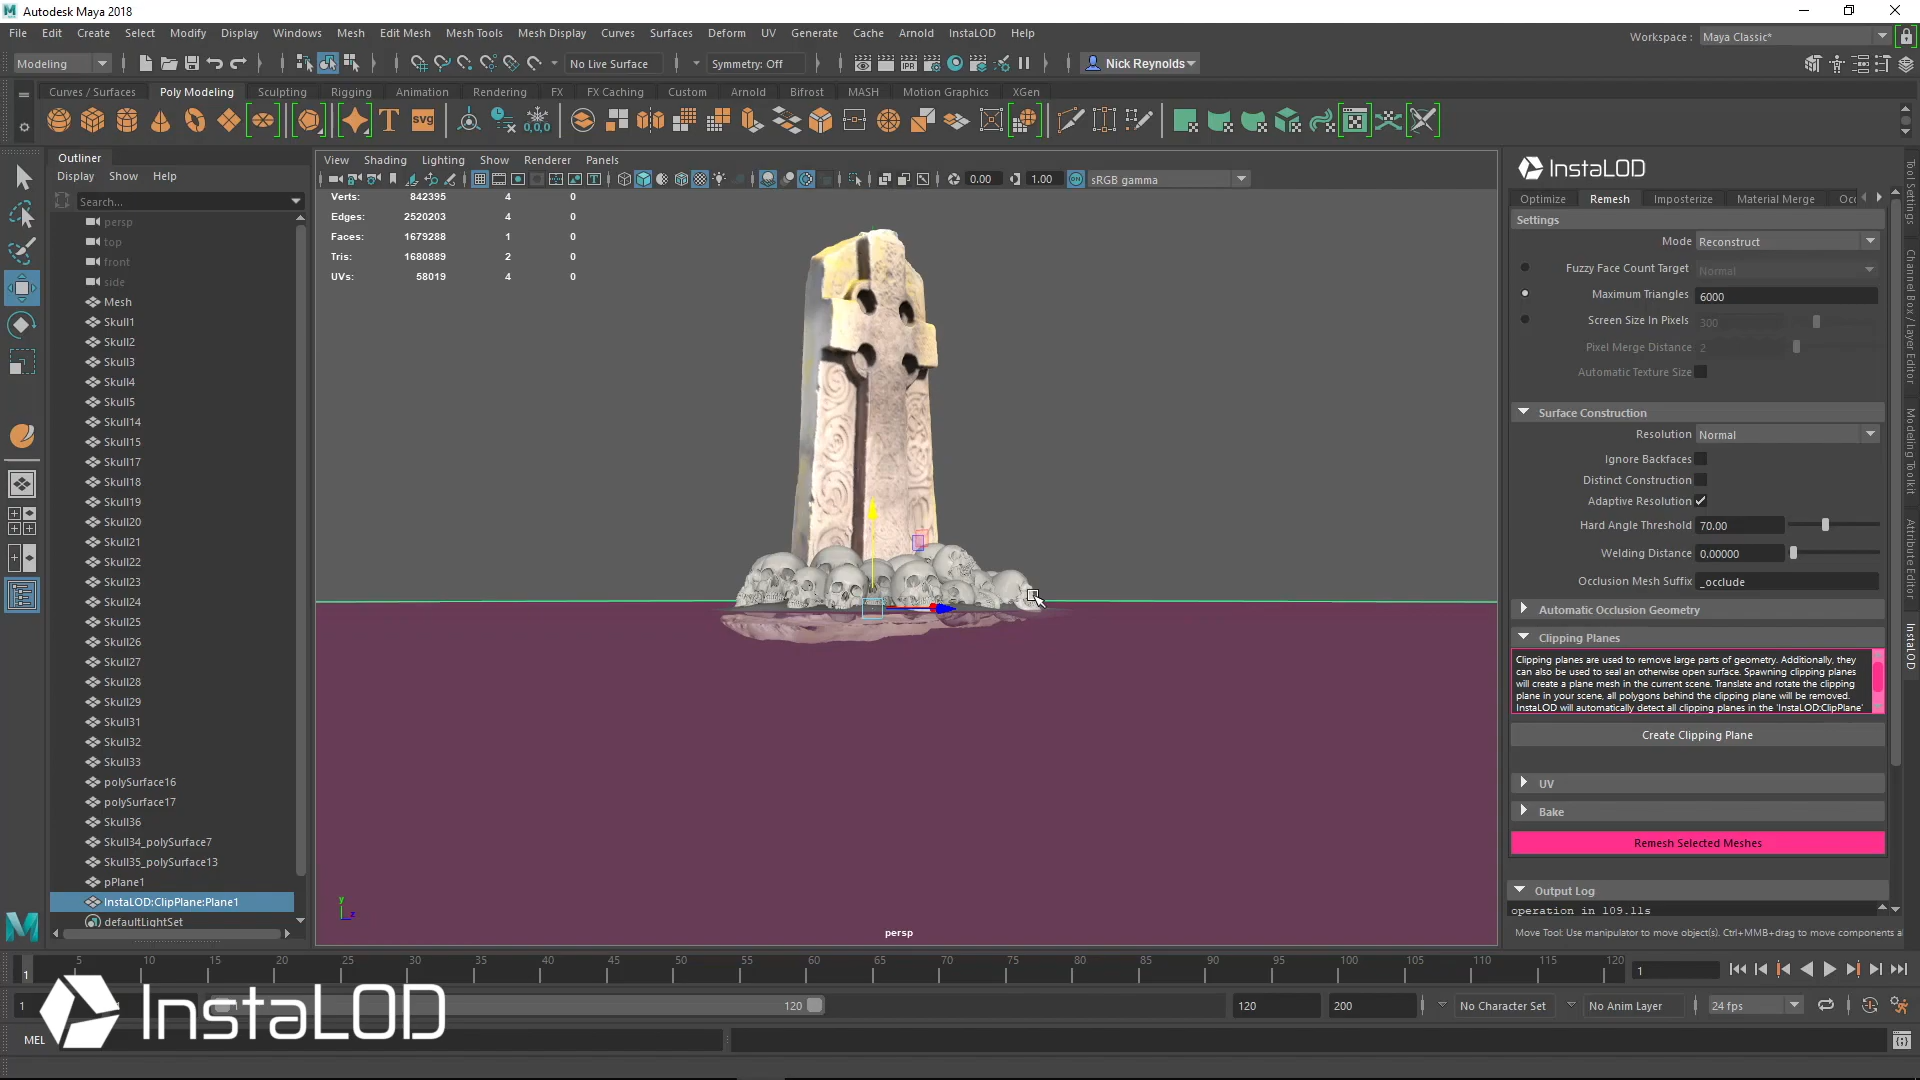 Autodesk Maya 2018
File Edit Create Select Modify Display Windows Mesh Edit Mesh Mesh Tools Mesh Display Curves Surfaces Deform UV Generate Cache Arnold InstaLOD Help
Workspace : Maya Classic*
Modeling
No Live Surface
Symmetry: Off
Nick Reynolds
Curves / Surfaces Poly Modeling Sculpting Rigging Animation Rendering FX FX Caching Custom Arnold Bifrost MASH Motion Graphics XGen
Outliner
Display Show Help
Search...
persp
top
front
side
Mesh
Skull1
Skull2
Skull3
Skull4
Skull5
Skull14
Skull15
Skull17
Skull18
Skull19
Skull20
Skull21
Skull22
Skull23
Skull24
Skull25
Skull26
Skull27
Skull28
Skull29
Skull31
Skull32
Skull33
polySurface16
polySurface17
Skull36
Skull34_polySurface7
Skull35_polySurface13
pPlane1
InstaLOD:ClipPlane:Plane1
defaultLightSet
View Shading Lighting Show Renderer Panels
0.00 1.00 sRGB gamma
Verts: 842395 4 0
Edges: 2520203 4 0
Faces: 1679288 1 0
Tris: 1680889 2 0
UVs: 58019 4 0
y
z
persp
InstaLOD
Optimize Remesh Imposterize Material Merge Occ
Settings
Mode Reconstruct
Fuzzy Face Count Target Normal
Maximum Triangles 6000
Screen Size In Pixels 300
Pixel Merge Distance 2
Automatic Texture Size
Surface Construction
Resolution Normal
Ignore Backfaces
Distinct Construction
Adaptive Resolution
Hard Angle Threshold 70.00
Welding Distance 0.00000
Occlusion Mesh Suffix _occlude
Automatic Occlusion Geometry
Clipping Planes
Clipping planes are used to remove large parts of geometry. Additionally, they
can also be used to seal an otherwise open surface. Spawning clipping planes
will create a plane mesh in the current scene. Translate and rotate the clipping
plane in your scene, all polygons behind the clipping plane will be removed.
InstaLOD will automatically detect all clipping planes in the 'InstaLOD:ClipPlane'
Create Clipping Plane
UV
Bake
Remesh Selected Meshes
Output Log
operation in 109.11s
Move Tool: Use manipulator to move object(s). Ctrl+MMB+drag to move components a
Tool Settings
Channel Box / Layer Editor
Modeling Toolkit
Attribute Editor
InstaLOD
1 5 10 15 20 25 30 35 40 45 50 55 60 65 70 75 80 85 90 95 100 105 110 115 120
1
1
120
120
200
No Character Set
No Anim Layer
24 fps
InstaLOD
MEL